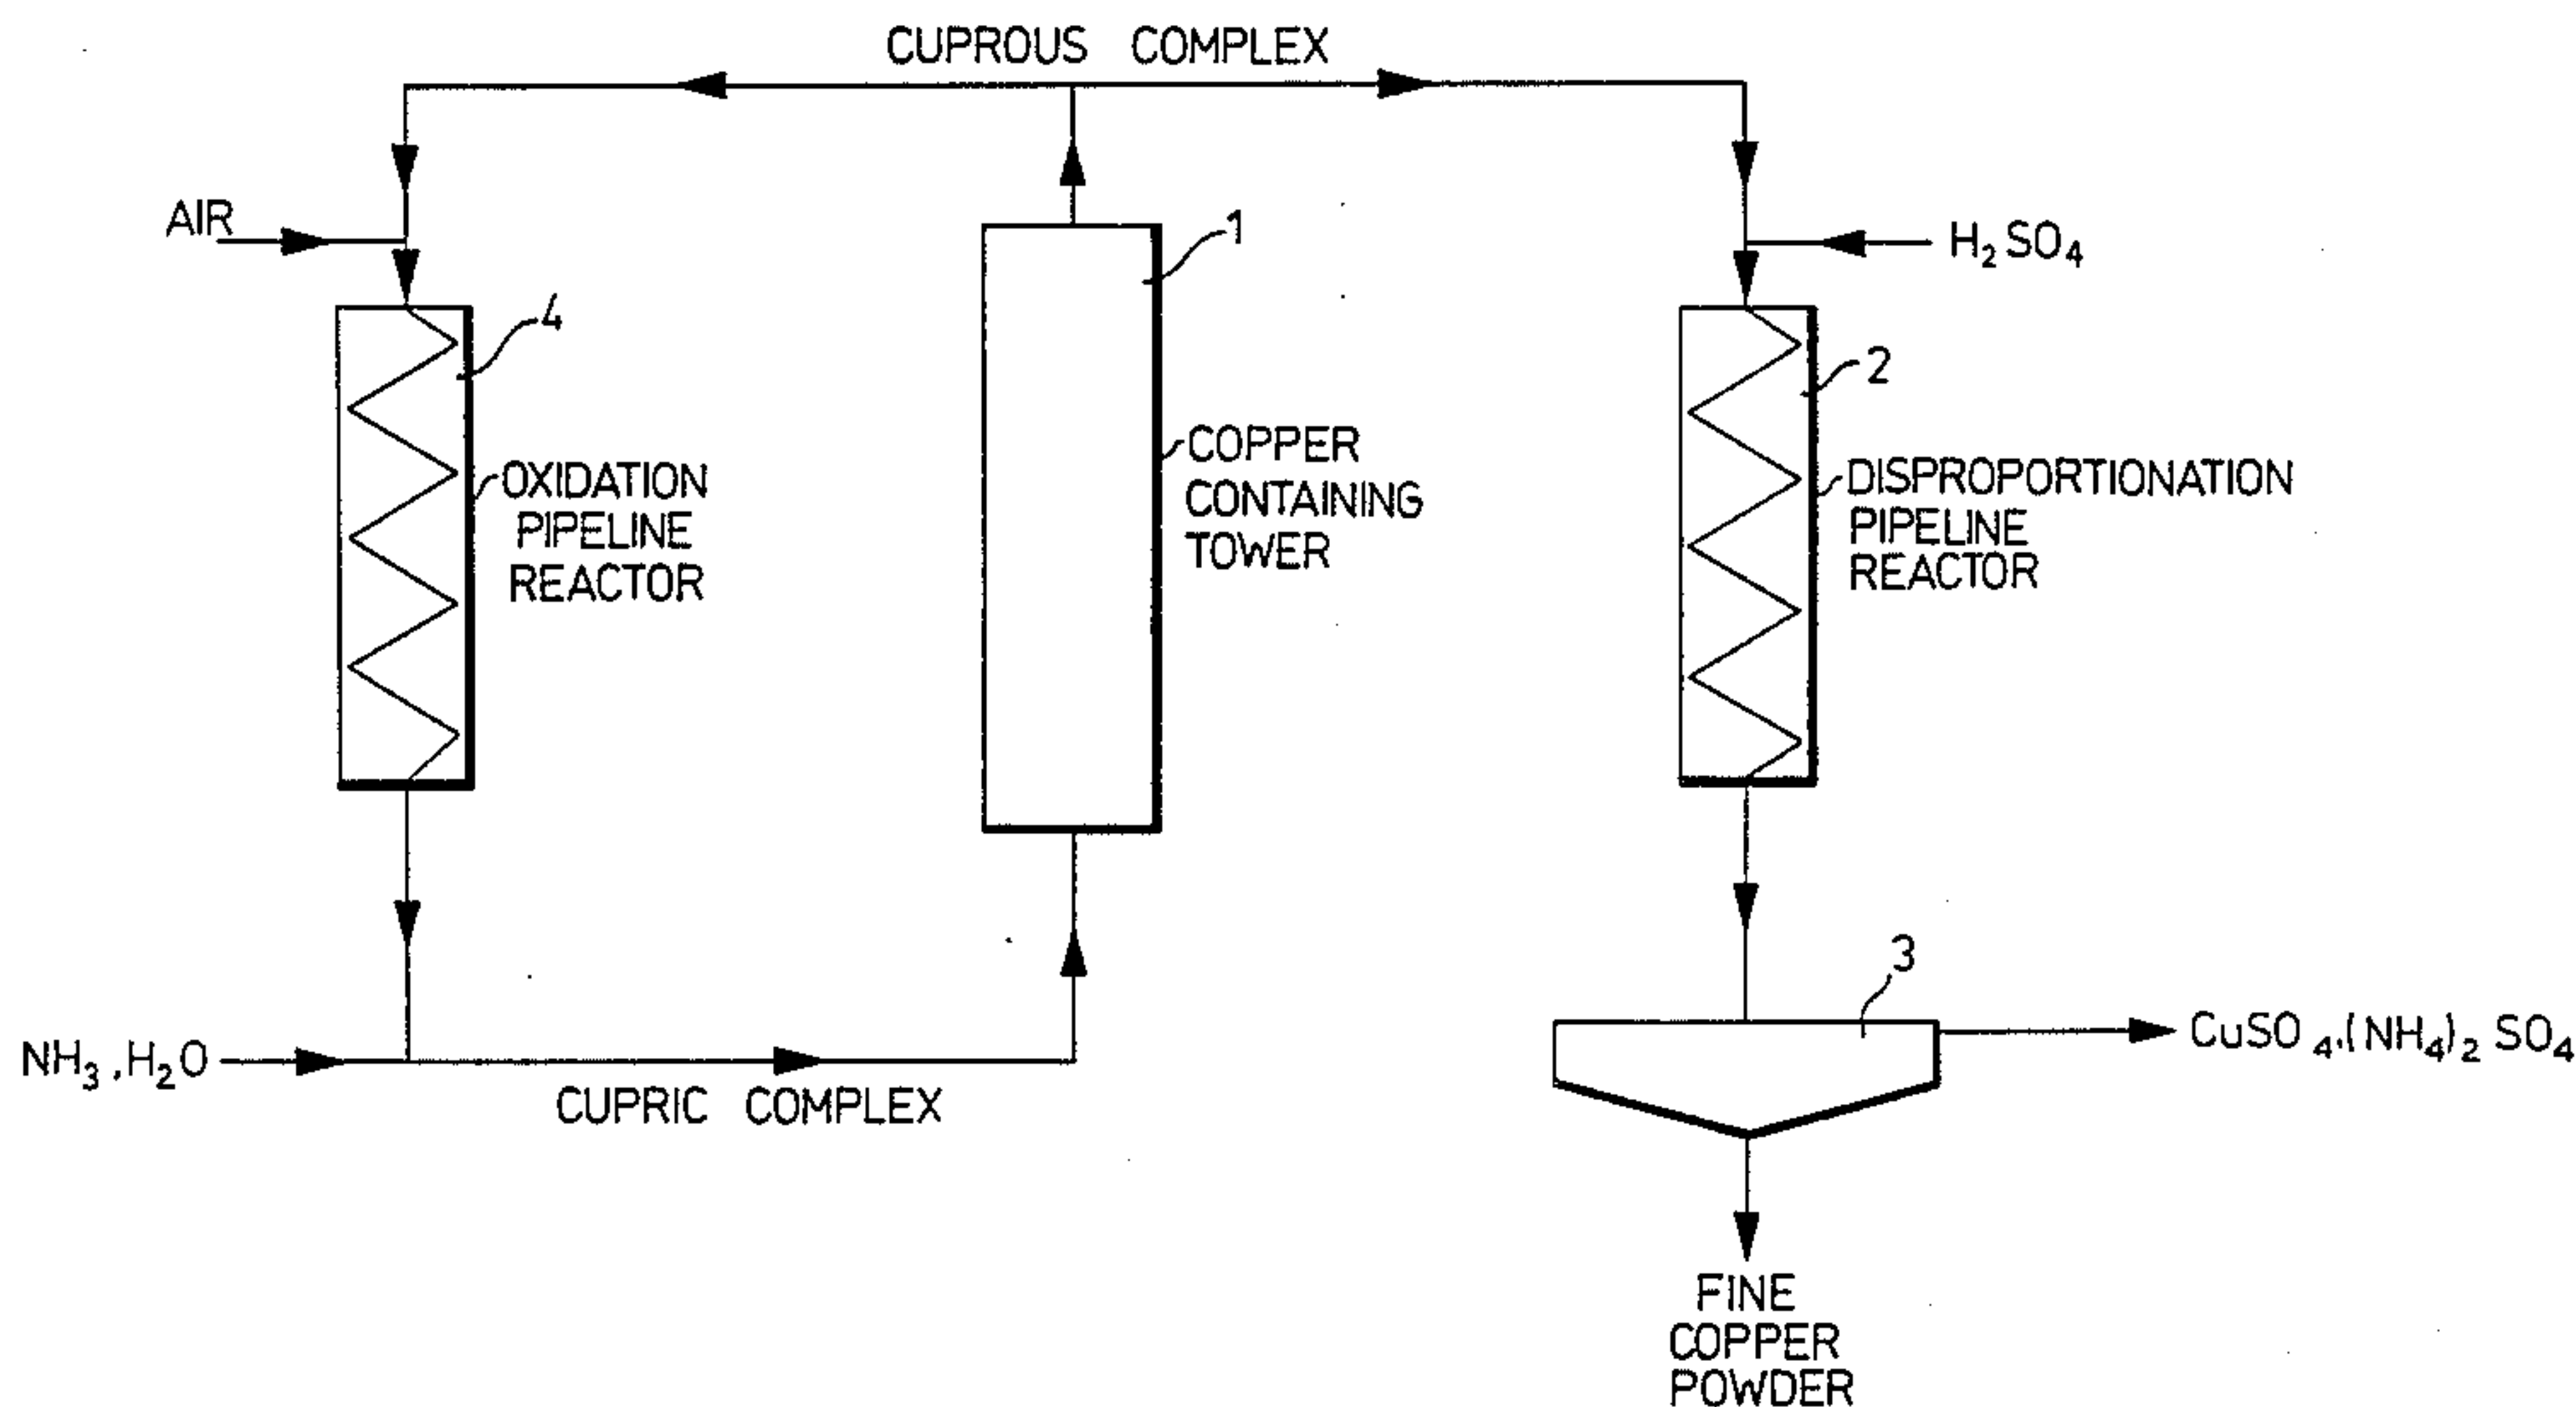 CUPROUS COMPLEX
AIR
1
H₂SO₄
4
2
COPPER
CONTAINING
TOWER
OXIDATION
PIPELINE
REACTOR
DISPROPORTIONATION
PIPELINE
REACTOR
3
NH₃.H₂O
CuSO₄.(NH₄)₂SO₄
CUPRIC COMPLEX
FINE
COPPER
POWDER